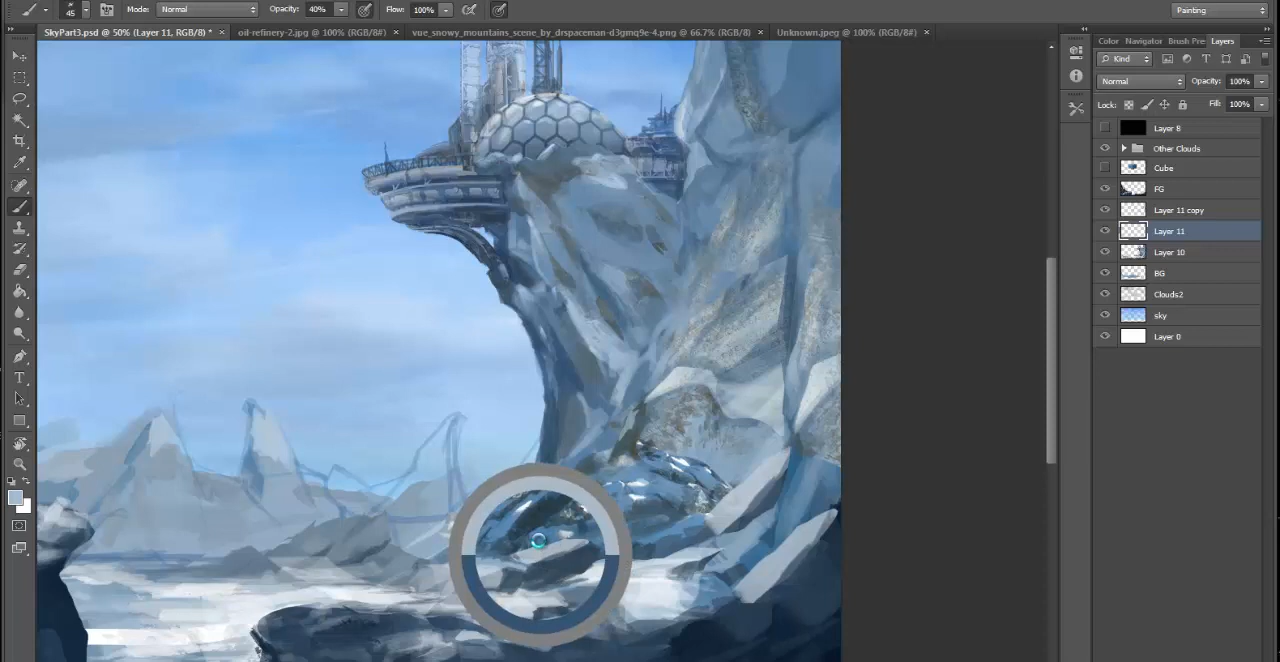 45 Mode: Normal Opacity: 40% Flow: 100% Painting
SkyPart3.psd @ 50% (Layer 11, RGB/8) * × oil-refinery-2.jpg @ 100% (RGB/8#) × vue_snowy_mountains_scene_by_drspaceman-d3gmq9e-4.png @ 66.7% (RGB/8) × Unknown.jpeg @ 100% (RGB/8#) ×
Color Navigator Brush Pre: Layers
Kind
Normal Opacity: 100%
Lock: Fill: 100%
Layer 8
Other Clouds
Cube
FG
Layer 11 copy
Layer 11
Layer 10
BG
Clouds2
sky
Layer 0